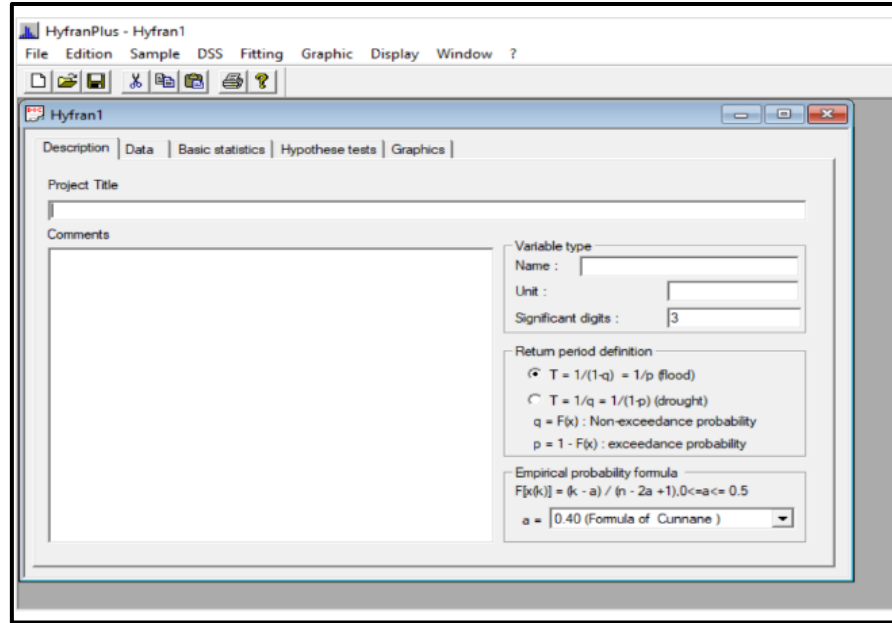 HyfranPlus - Hyfran1
File Edition Sample DSS Fitting Graphic Display Window ?
Hyfran1
Description Data Basic statistics Hypothese tests Graphics
Project Title
Comments
Variable type
Name :
Unit :
Significant digits : 3
Return period definition
T = 1/(1-q) = 1/p (flood)
T = 1/q = 1/(1-p) (drought)
q = F(x) : Non-exceedance probability
p = 1 - F(x) : exceedance probability
Empirical probability formula
F[x(k)] = (k - a) / (n - 2a +1),0<=a<= 0.5
a = 0.40 (Formula of Cunnane )